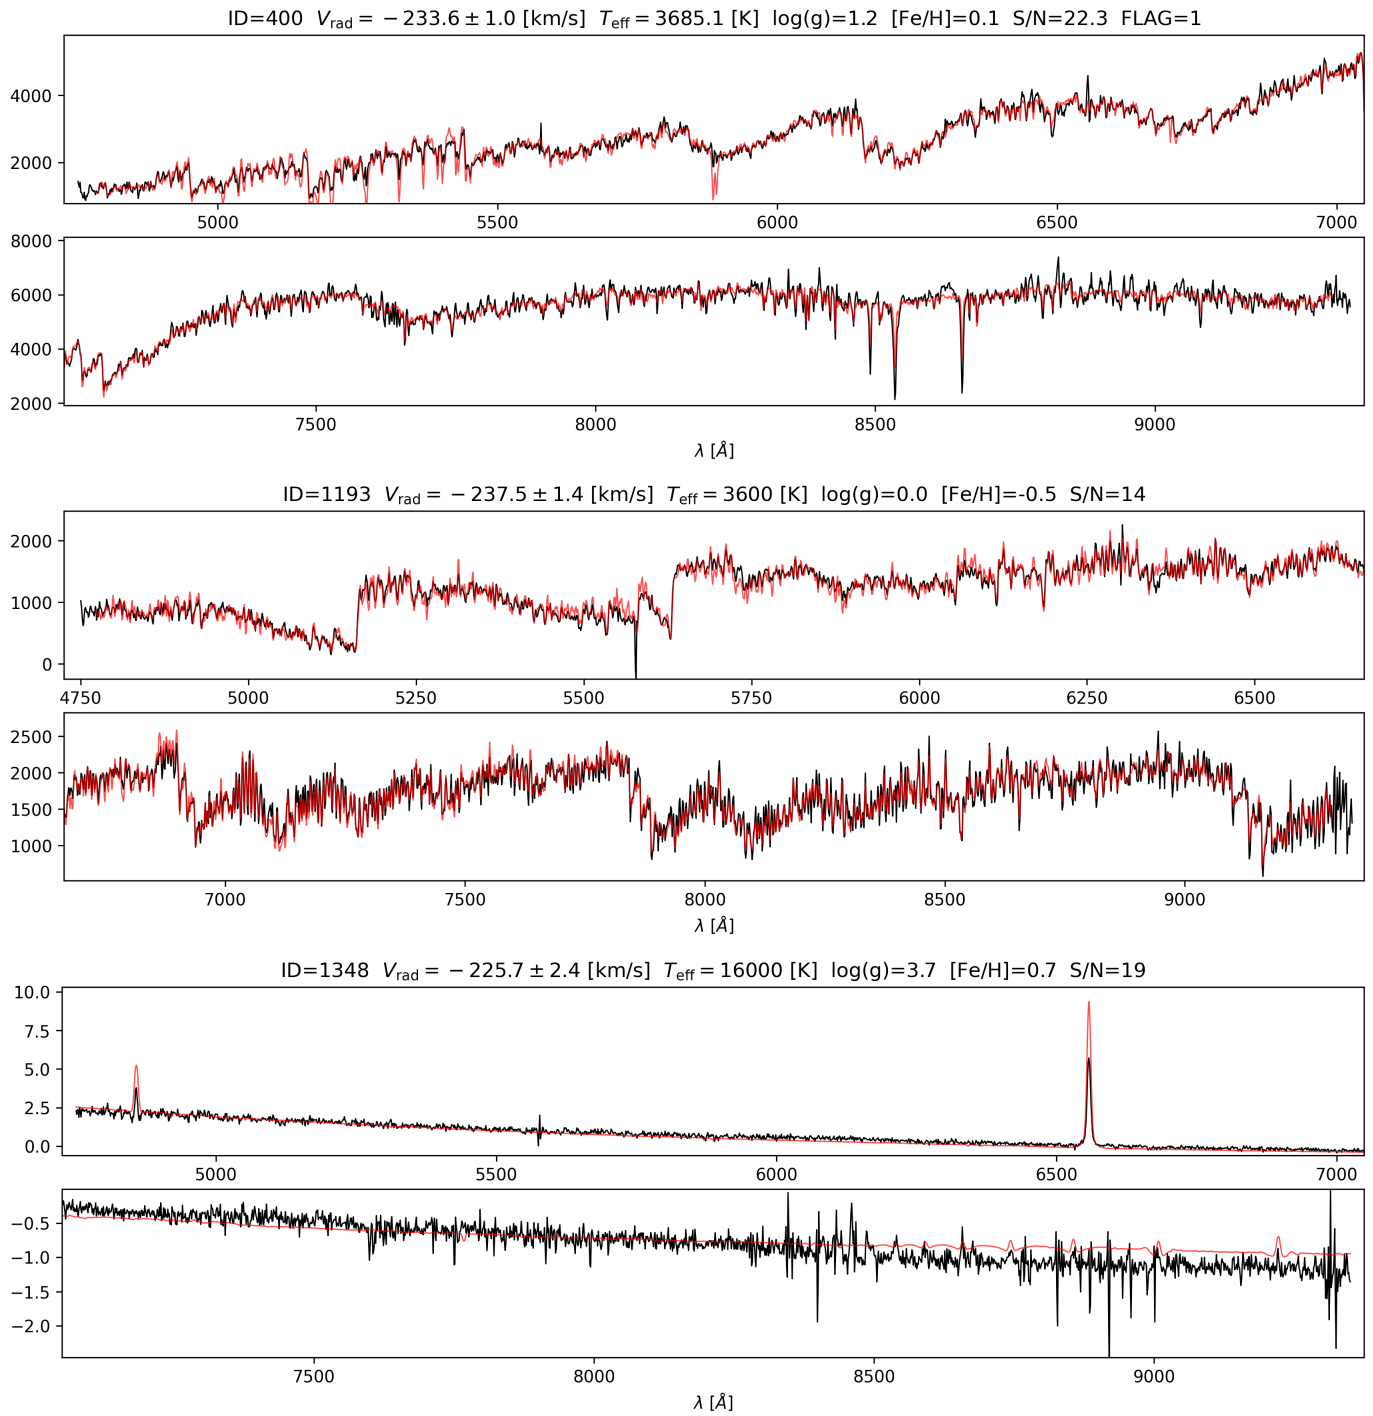 ID=400 V_rad = −233.6 ± 1.0 [km/s] T_eff = 3685.1 [K] log(g)=1.2 [Fe/H]=0.1 S/N=22.3 FLAG=1
4000
2000
5000 5500 6000 6500 7000
8000
6000
4000
2000
7500 8000 8500 9000
λ [Å]
ID=1193 V_rad = −237.5 ± 1.4 [km/s] T_eff = 3600 [K] log(g)=0.0 [Fe/H]=-0.5 S/N=14
2000
1000
0
4750 5000 5250 5500 5750 6000 6250 6500
2500
2000
1500
1000
7000 7500 8000 8500 9000
λ [Å]
ID=1348 V_rad = −225.7 ± 2.4 [km/s] T_eff = 16000 [K] log(g)=3.7 [Fe/H]=0.7 S/N=19
10.0
7.5
5.0
2.5
0.0
5000 5500 6000 6500 7000
−0.5
−1.0
−1.5
−2.0
7500 8000 8500 9000
λ [Å]